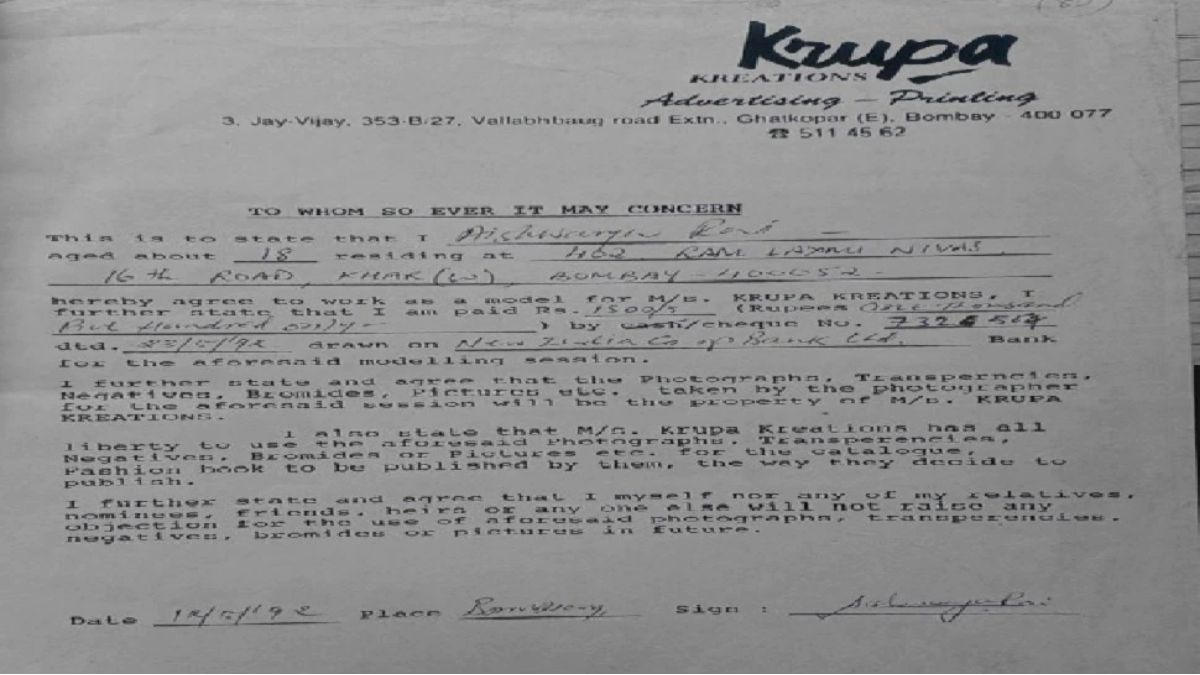 Krupa
KREATIONS
Advertising - Printing
3, Jay-Vijay, 353-B/27, Vallabhbaug road Extn., Ghatkopar (E), Bombay - 400 077
☎ 511 45 62
TO WHOM SO EVER IT MAY CONCERN
This is to state that I Aishwarya Rai -
aged about 18 residing at 402 RAM LAXMI NIVAS
16th ROAD, KHAR (W), BOMBAY - 400052 -
hereby agree to work as a model for M/s. KRUPA KREATIONS, I
further state that I am paid Rs. 1500/- (Rupees One thousand
five Hundred only - ) by cash/cheque No.
dtd. drawn on New India Co op Bank Ltd. Bank
for the aforesaid modelling session.
I further state and agree that the Photographs, Transperncies,
Negatives, Bromides, Pictures etc. taken by the photographer
for the aforesaid session will be the property of M/s. KRUPA
KREATIONS.
I also state that M/s. Krupa Kreations has all
liberty to use the aforesaid Photographs, Transperencies,
Negatives, Bromides or Pictures etc. for the catalogue,
Fashion book to be published by them, the way they decide to
publish.
I further state and agree that I myself nor any of my relatives,
nominees, friends, heirs or any one else will not raise any
objection for the use of aforesaid photographs, transperencies,
negatives, bromides or pictures in future.
Date Place Bombay Sign : Aishwarya Rai